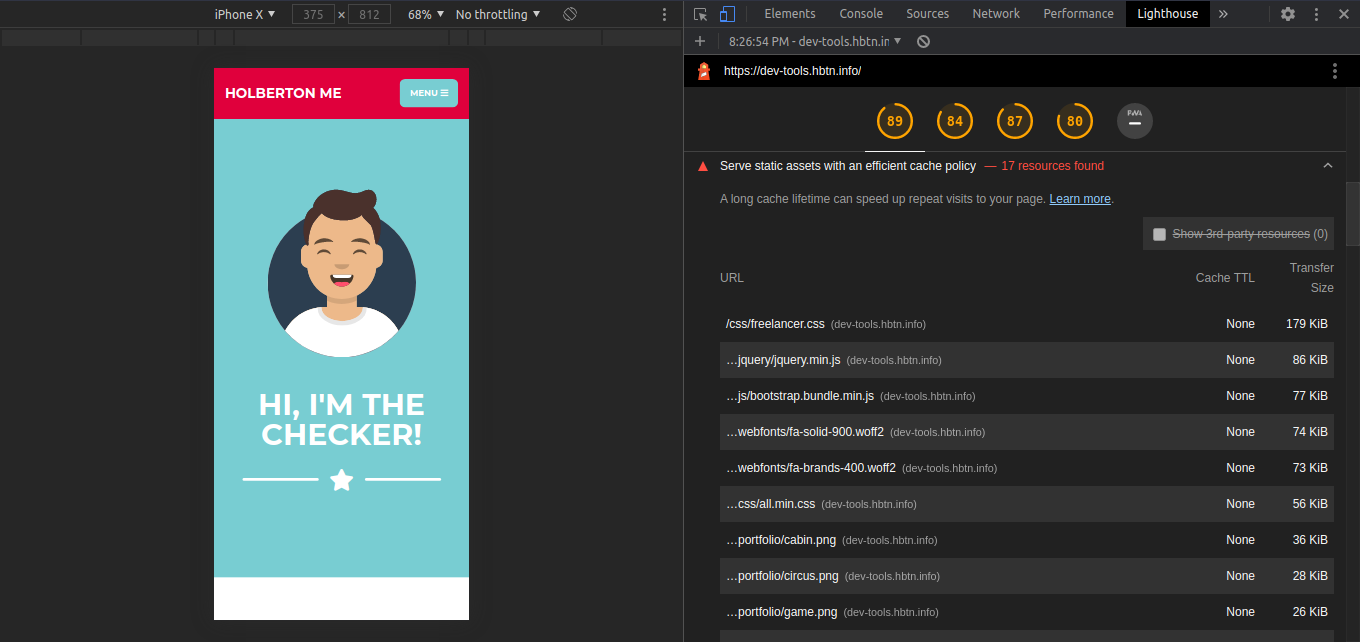 iPhone X 375 × 812 68% No throttling
Elements Console Sources Network Performance Lighthouse
8:26:54 PM - dev-tools.hbtn.in
https://dev-tools.hbtn.info/
HOLBERTON ME
MENU
HI, I'M THE
CHECKER!
89 84 87 80 PWA
Serve static assets with an efficient cache policy — 17 resources found
A long cache lifetime can speed up repeat visits to your page. Learn more.
Show 3rd-party resources (0)
URL Cache TTL Transfer
Size
/css/freelancer.css (dev-tools.hbtn.info) None 179 KiB
…jquery/jquery.min.js (dev-tools.hbtn.info) None 86 KiB
…js/bootstrap.bundle.min.js (dev-tools.hbtn.info) None 77 KiB
…webfonts/fa-solid-900.woff2 (dev-tools.hbtn.info) None 74 KiB
…webfonts/fa-brands-400.woff2 (dev-tools.hbtn.info) None 73 KiB
…css/all.min.css (dev-tools.hbtn.info) None 56 KiB
…portfolio/cabin.png (dev-tools.hbtn.info) None 36 KiB
…portfolio/circus.png (dev-tools.hbtn.info) None 28 KiB
…portfolio/game.png (dev-tools.hbtn.info) None 26 KiB